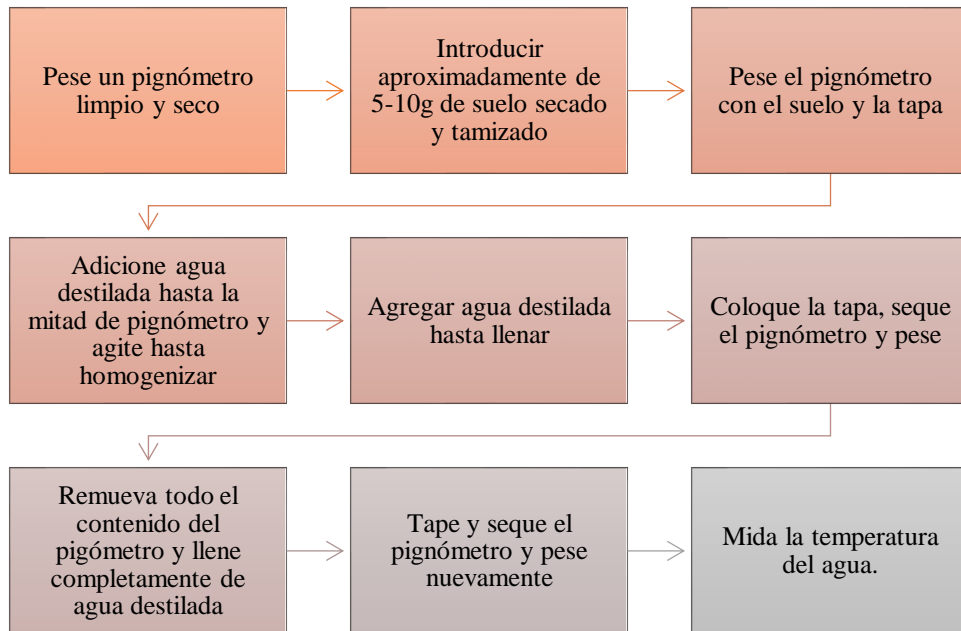 Pese un pignómetro
limpio y seco
Introducir
aproximadamente de
5-10g de suelo secado
y tamizado
Pese el pignómetro
con el suelo y la tapa
Adicione agua
destilada hasta la
mitad de pignómetro y
agite hasta
homogenizar
Agregar agua destilada
hasta llenar
Coloque la tapa, seque
el pignómetro y pese
Remueva todo el
contenido del
pigómetro y llene
completamente de
agua destilada
Tape y seque el
pignómetro y pese
nuevamente
Mida la temperatura
del agua.